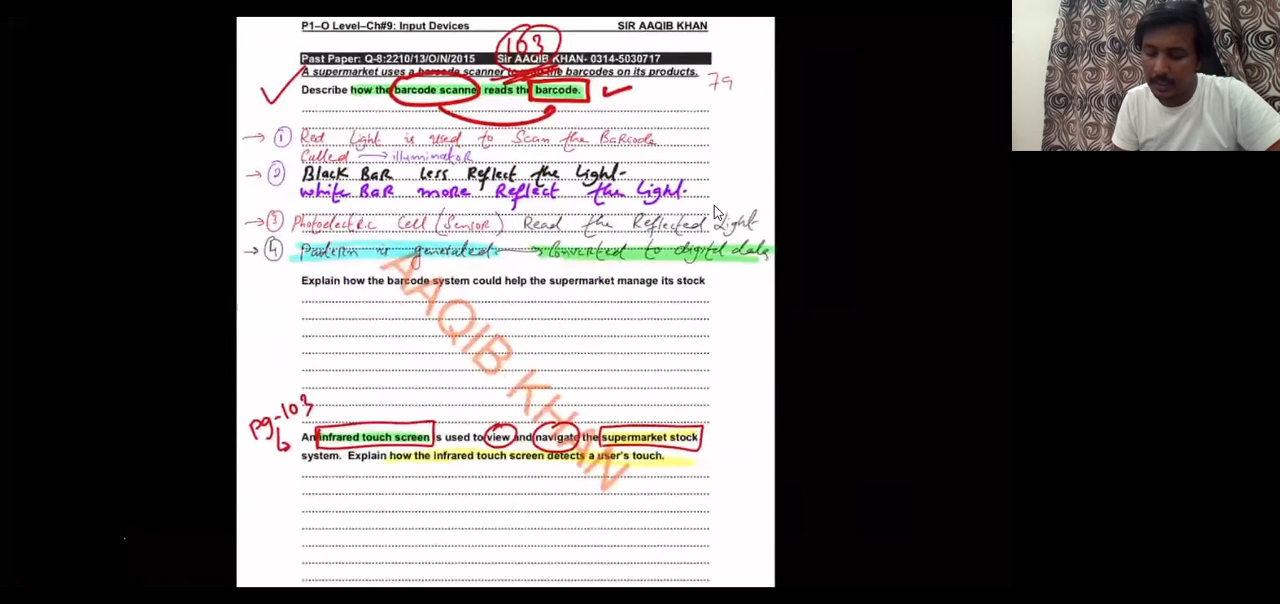 P1–O Level–Ch#9: Input Devices SIR AAQIB KHAN
163
Past Paper: Q-8:2210/13/O/N/2015 Sir AAQIB KHAN- 0314-5030717
A supermarket uses a barcode scanner to the barcodes on its products.
79
Describe how the barcode scanne reads the barcode.
① Red Light is used to Scan the BaRcode
Called → illuminatoR
② Black BaR less Reflect the Light-
white BaR more Reflect the Light.
③ Photoelectric Cell (Sensor) Read the Reflected Light
④ Pattern is generated → Converted to digital data
Explain how the barcode system could help the supermarket manage its stock
pg-103
b
An infrared touch screen is used to view and navigate the supermarket stock
system. Explain how the infrared touch screen detects a user's touch.
AAQIB KHAN